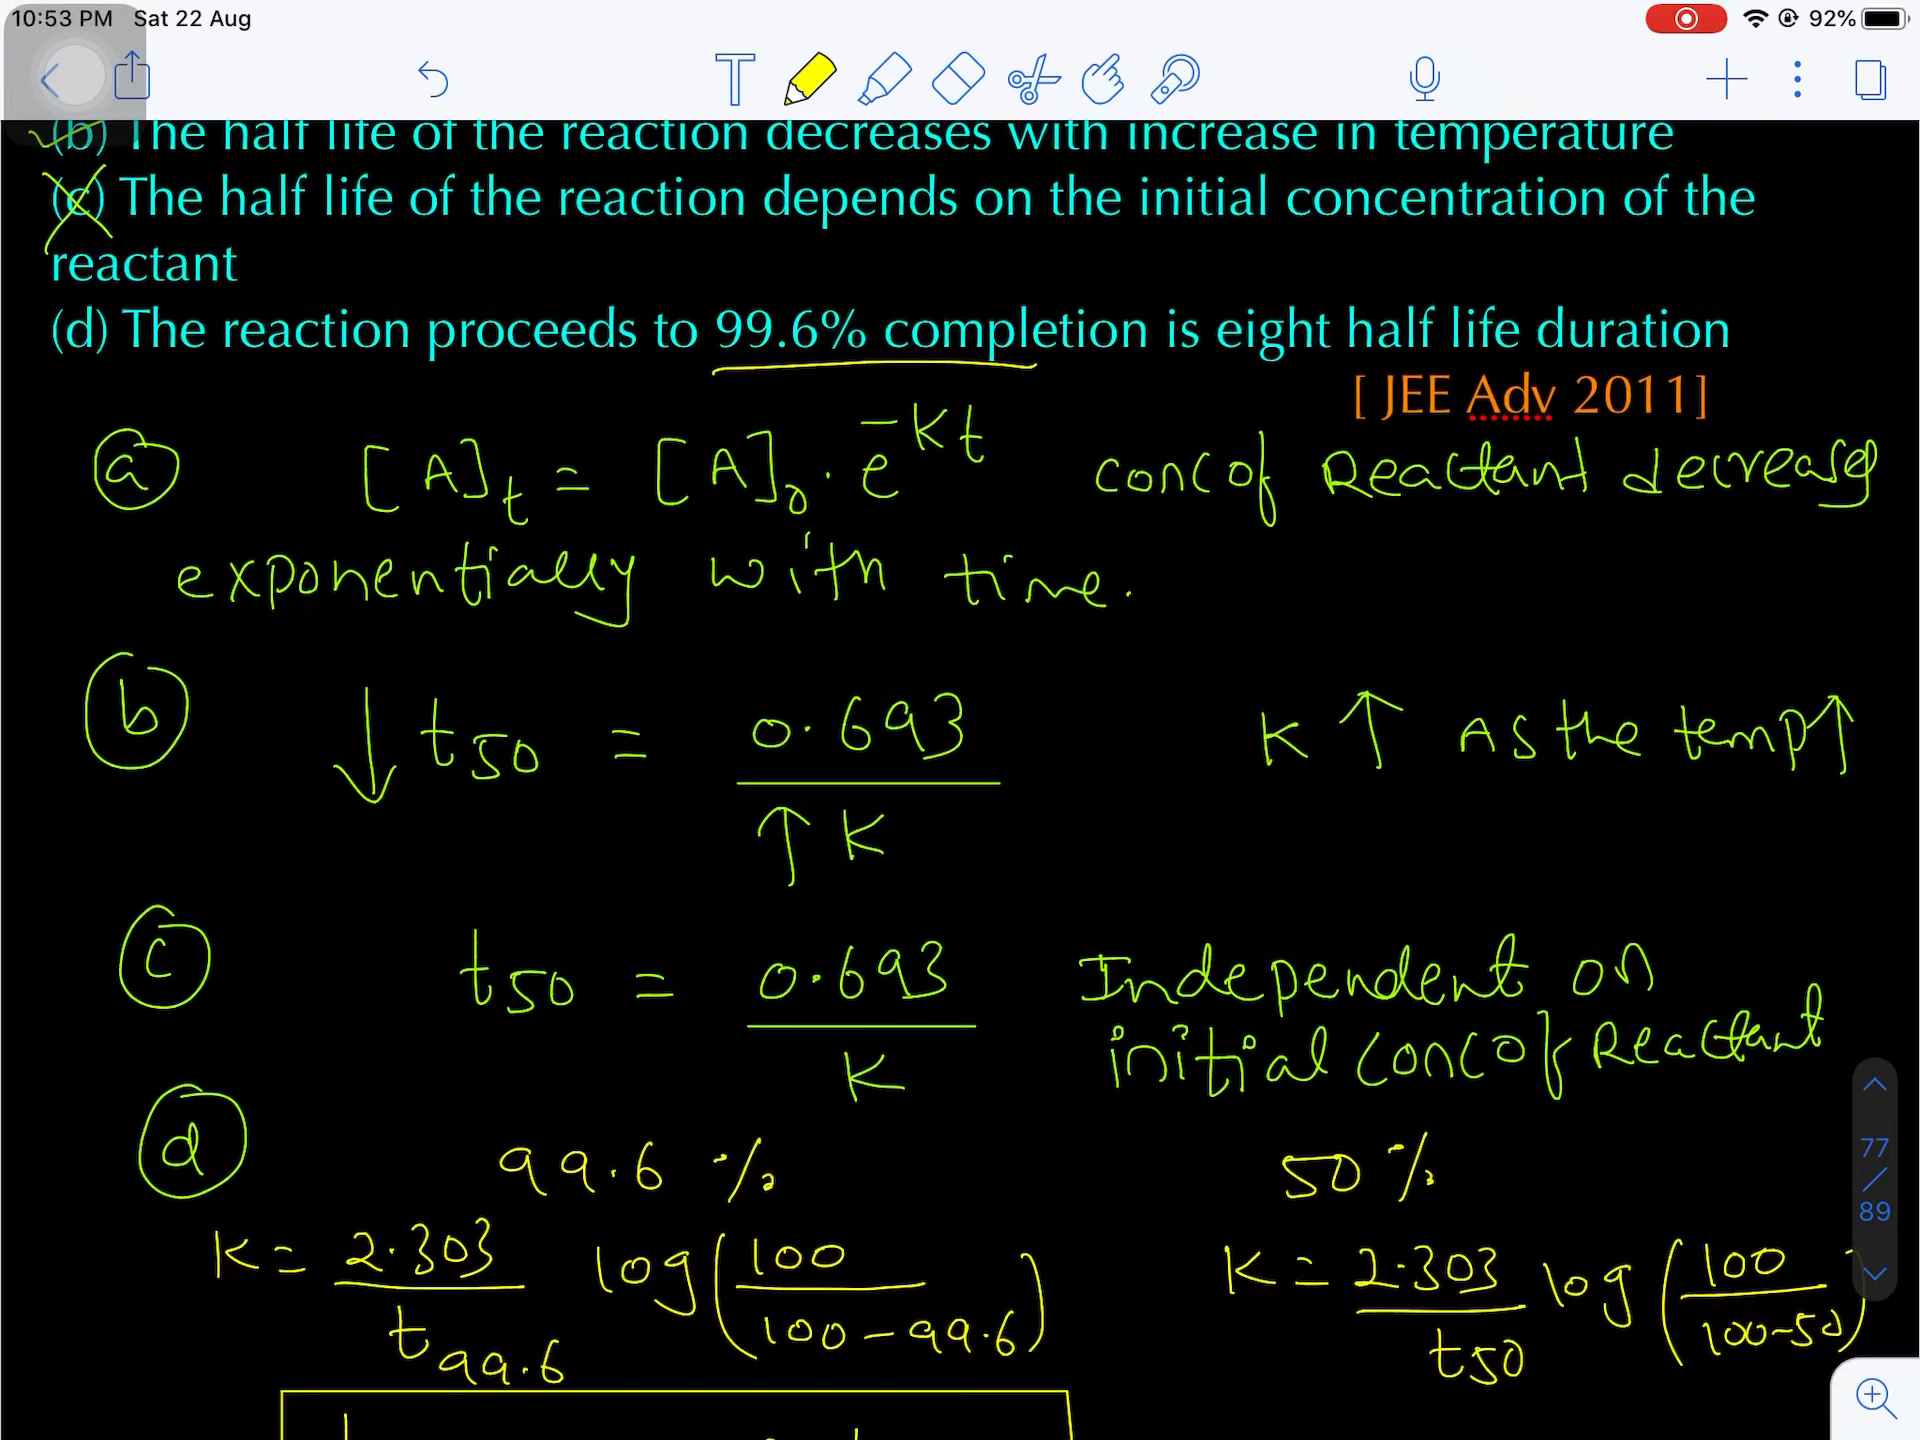 10:53 PM Sat 22 Aug 92%
(b) The half life of the reaction decreases with increase in temperature
(c) The half life of the reaction depends on the initial concentration of the
reactant
(d) The reaction proceeds to 99.6% completion is eight half life duration
[ JEE Adv 2011]
a [A]t = [A]0 . e^-Kt conc of Reactant decreases
exponentially with time.
b ↓ t50 = 0.693 / ↑ K K ↑ As the temp ↑
c t50 = 0.693 / K Independent on
initial conc of Reactant
d 99.6 % 50 %
K = 2.303 / t99.6 log (100 / 100-99.6) K = 2.303 / t50 log (100 / 100-50)
77
/
89